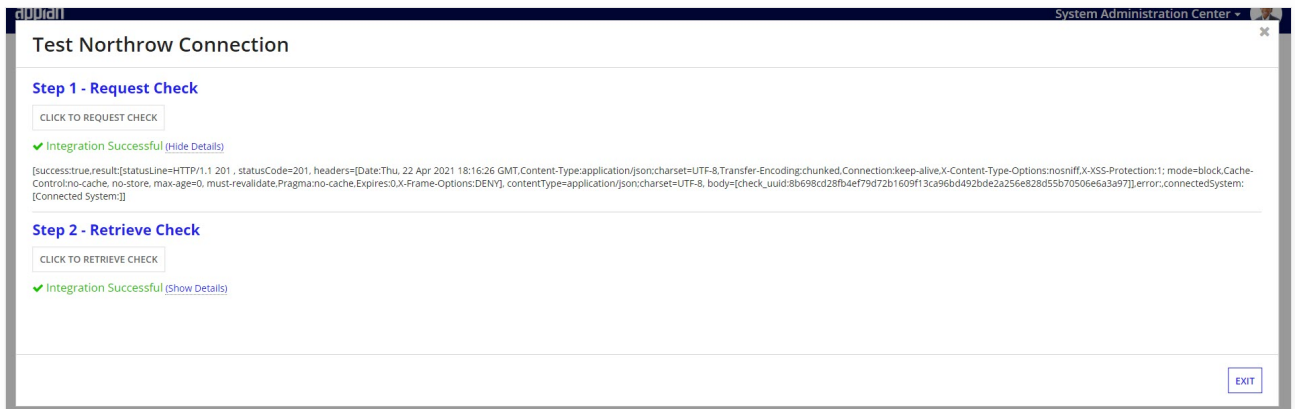 appian
System Administration Center
Test Northrow Connection
Step 1 - Request Check
CLICK TO REQUEST CHECK
Integration Successful (Hide Details)
[success:true,result:[statusLine=HTTP/1.1 201 , statusCode=201, headers=[Date:Thu, 22 Apr 2021 18:16:26 GMT,Content-Type:application/json;charset=UTF-8,Transfer-Encoding:chunked,Connection:keep-alive,X-Content-Type-Options:nosniff,X-XSS-Protection:1; mode=block,Cache-
Control:no-cache, no-store, max-age=0, must-revalidate,Pragma:no-cache,Expires:0,X-Frame-Options:DENY], contentType=application/json;charset=UTF-8, body=[check_uuid:8b698cd28fb4ef79d72b1609f13ca96bd492bde2a256e828d55b70506e6a3a97]],error:,connectedSystem:
[Connected System:]]
Step 2 - Retrieve Check
CLICK TO RETRIEVE CHECK
Integration Successful (Show Details)
EXIT